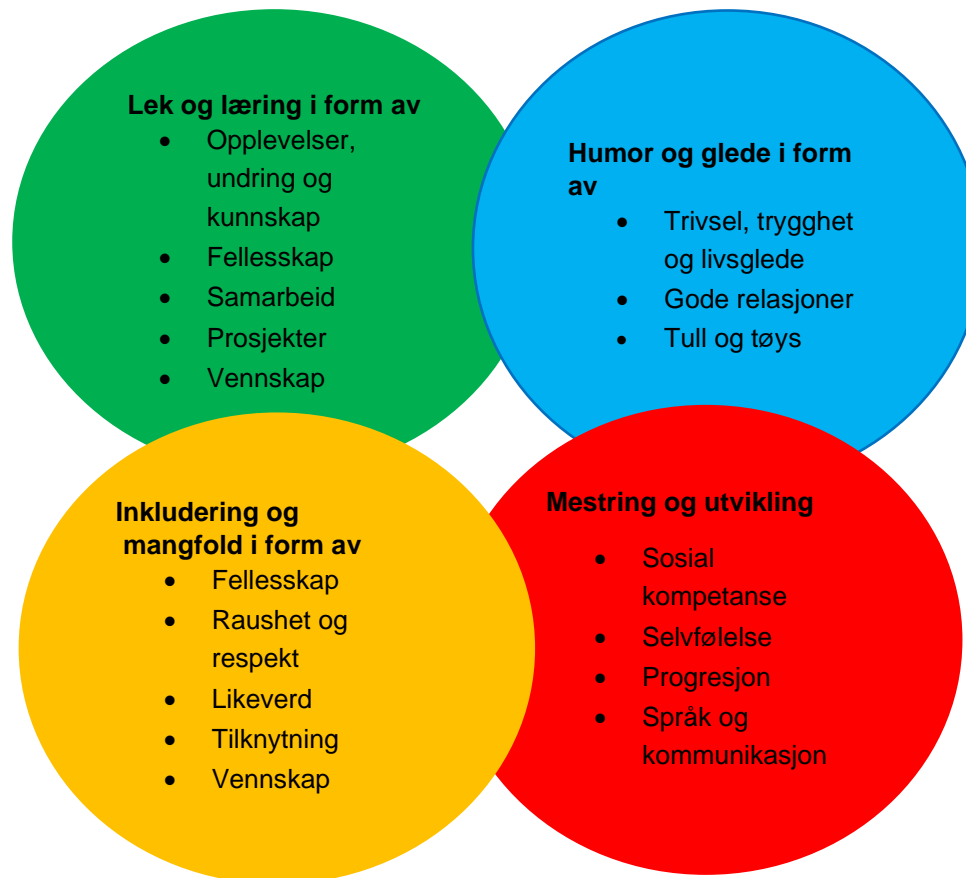 Lek og læring i form av
• Opplevelser,
undring og
kunnskap
• Fellesskap
• Samarbeid
• Prosjekter
• Vennskap
Humor og glede i form
av
• Trivsel, trygghet
og livsglede
• Gode relasjoner
• Tull og tøys
Inkludering og
mangfold i form av
• Fellesskap
• Raushet og
respekt
• Likeverd
• Tilknytning
• Vennskap
Mestring og utvikling
• Sosial
kompetanse
• Selvfølelse
• Progresjon
• Språk og
kommunikasjon